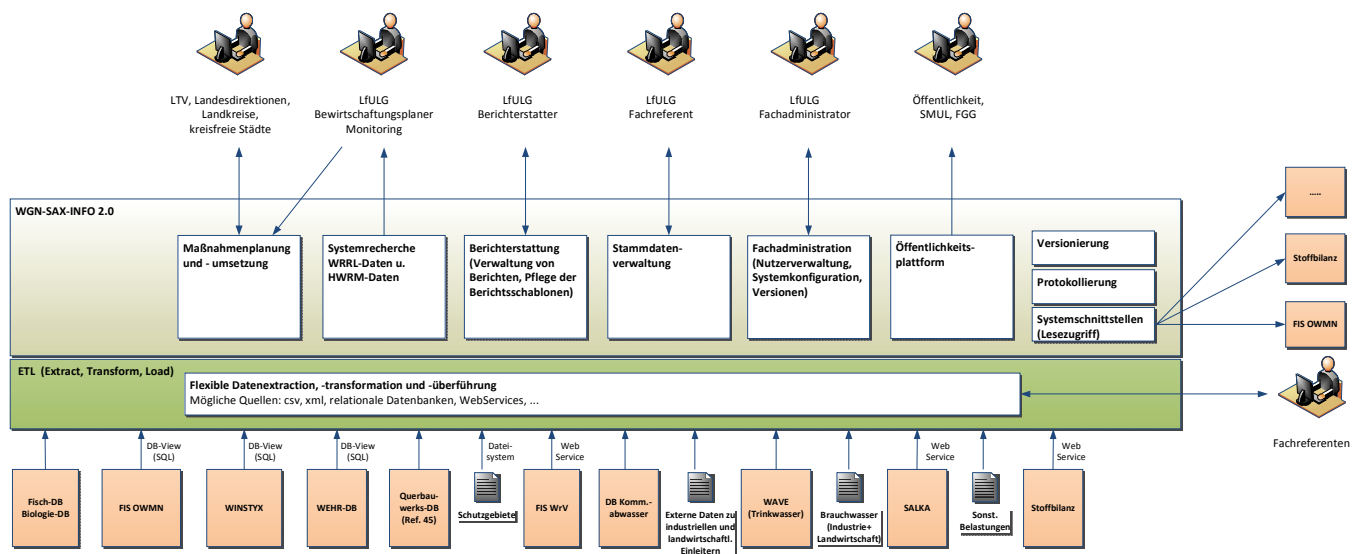 LTV, Landesdirektionen,
Landkreise,
kreisfreie Städte
LfULG
Bewirtschaftungsplaner
Monitoring
LfULG
Berichterstatter
LfULG
Fachreferent
LfULG
Fachadministrator
Öffentlichkeit,
SMUL, FGG
WGN-SAX-INFO 2.0
Maßnahmenplanung
und - umsetzung
Systemrecherche
WRRL-Daten u.
HWRM-Daten
Berichterstattung
(Verwaltung von
Berichten, Pflege der
Berichtsschablonen)
Stammdaten-
verwaltung
Fachadministration
(Nutzerverwaltung,
Systemkonfiguration,
Versionen)
Öffentlichkeits-
plattform
Versionierung
Protokollierung
Systemschnittstellen
(Lesezugriff)
.....
Stoffbilanz
FIS OWMN
ETL (Extract, Transform, Load)
Flexible Datenextraction, -transformation und -überführung
Mögliche Quellen: csv, xml, relationale Datenbanken, WebServices, ...
Fachreferenten
DB-View
(SQL)
DB-View
(SQL)
DB-View
(SQL)
Datei-
system
Web
Service
Web
Service
Web
Service
Fisch-DB
Biologie-DB
FIS OWMN
WINSTYX
WEHR-DB
Querbau-
werks-DB
(Ref. 45)
Schutzgebiete
FIS WrV
DB Komm.-
abwasser
Externe Daten zu
industriellen und
landwirtschaftl.
Einleitern
WAVE
(Trinkwasser)
Brauchwasser
(Industrie+
Landwirtschaft)
SALKA
Sonst.
Belastungen
Stoffbilanz